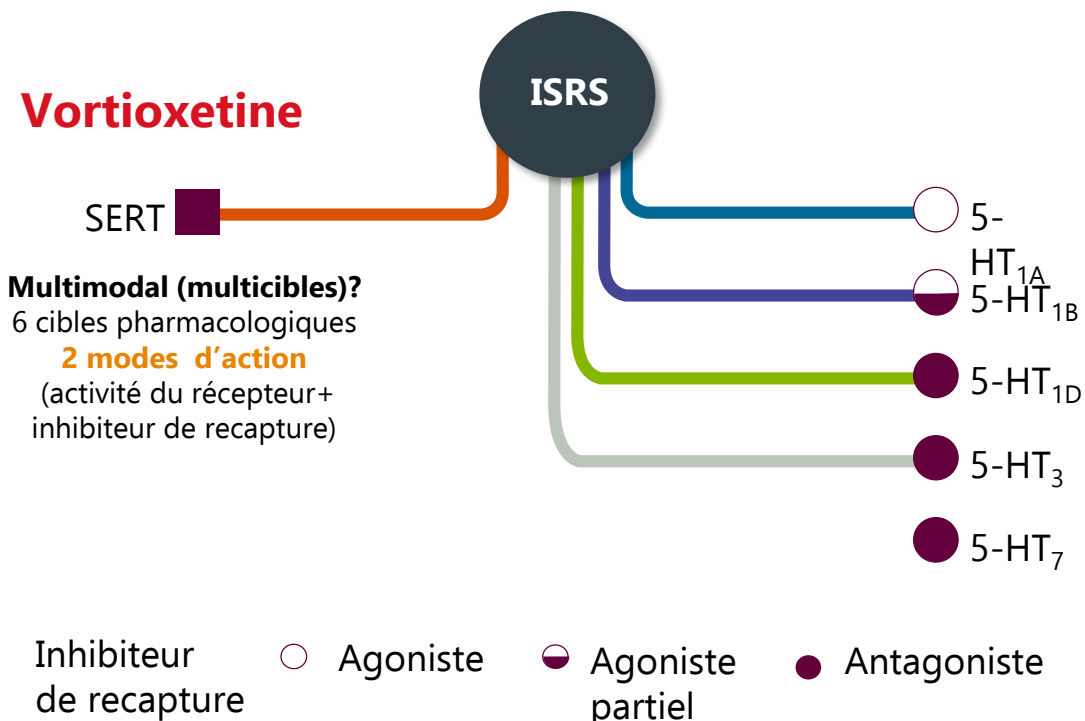 ISRS
Vortioxetine
SERT
Multimodal (multicibles)?
6 cibles pharmacologiques
2 modes d’action
(activité du récepteur+
inhibiteur de recapture)
5-
HT1A
5-HT1B
5-HT1D
5-HT3
5-HT7
Inhibiteur
de recapture
Agoniste
Agoniste
partiel
Antagoniste